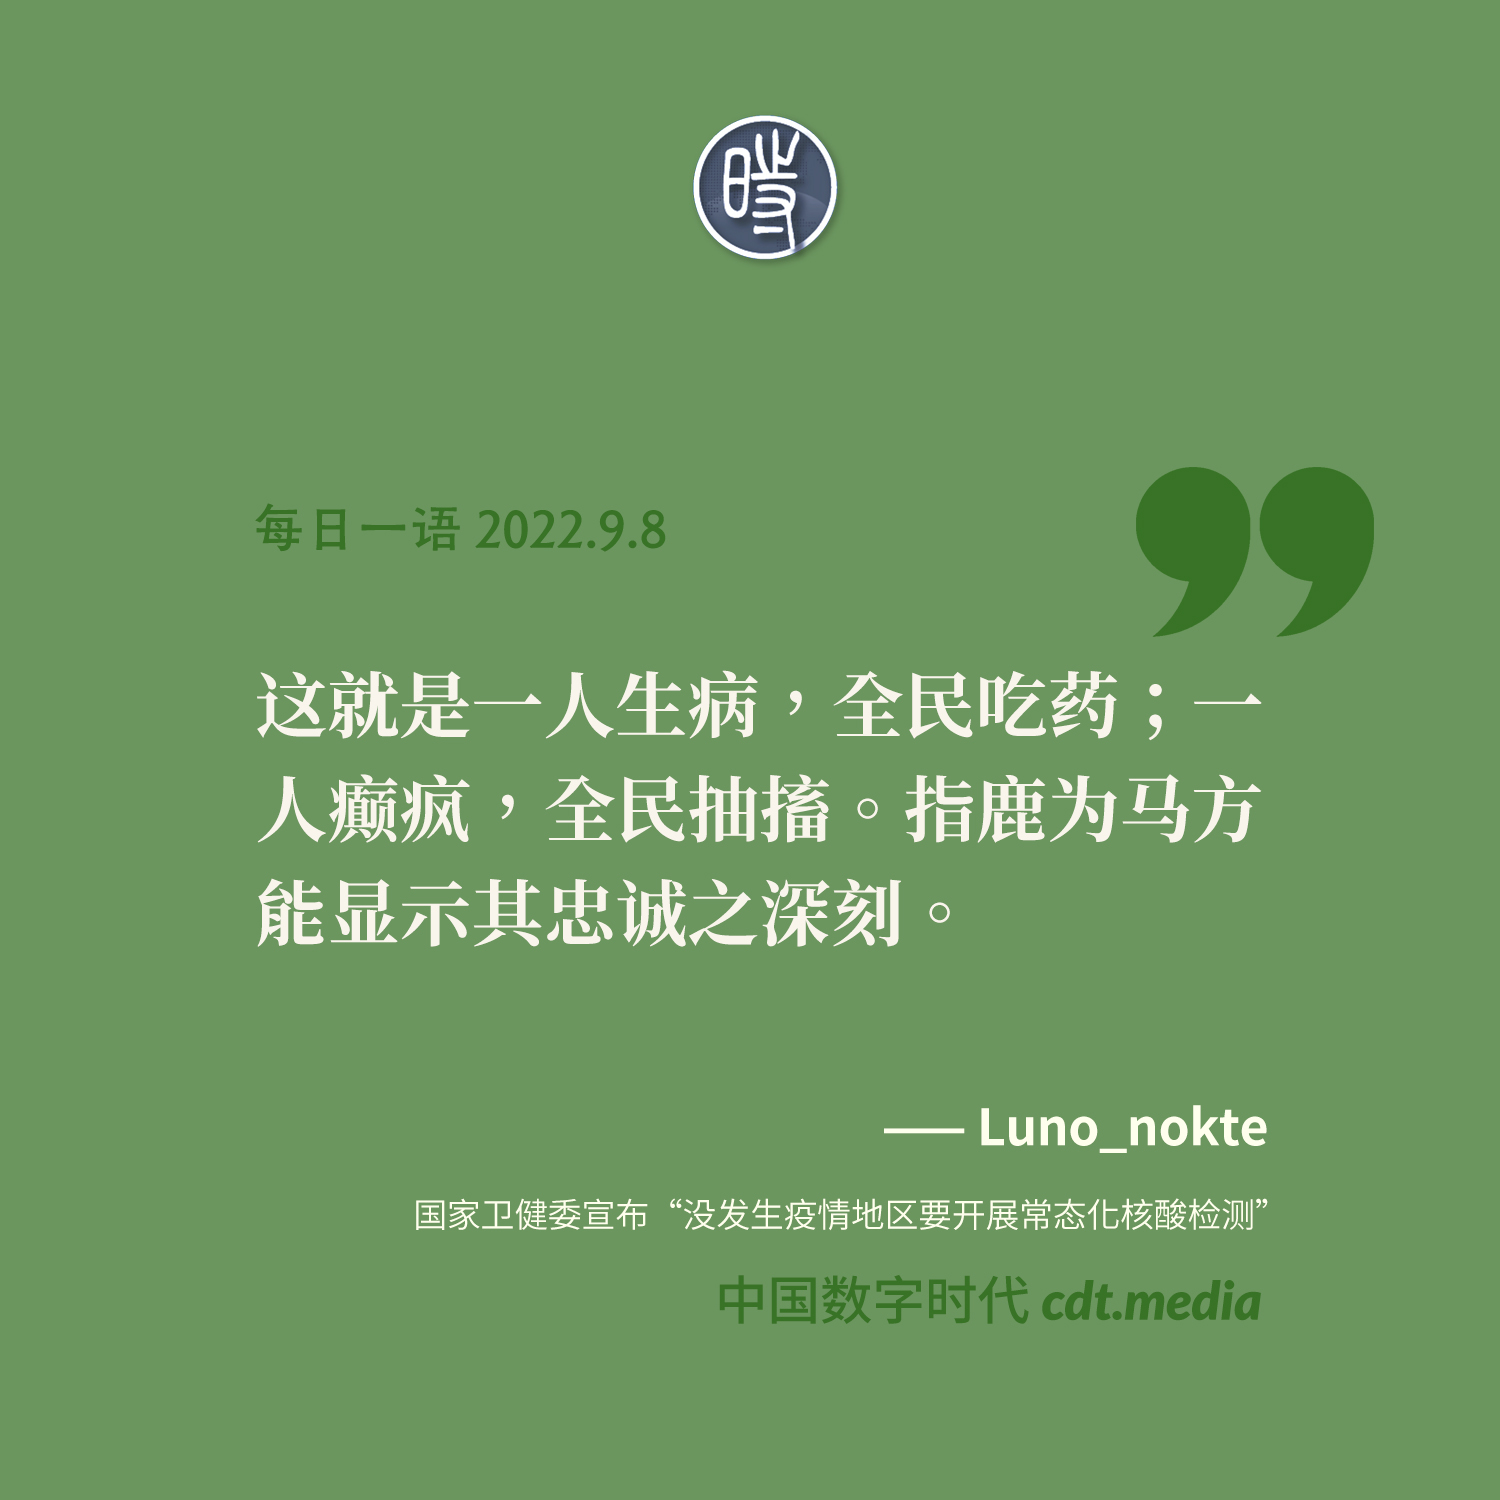 時
每日一语 2022.9.8
这就是一人生病，全民吃药；一
人癫疯，全民抽搐。指鹿为马方
能显示其忠诚之深刻。
—— Luno_nokte
国家卫健委宣布“没发生疫情地区要开展常态化核酸检测”
中国数字时代 cdt.media